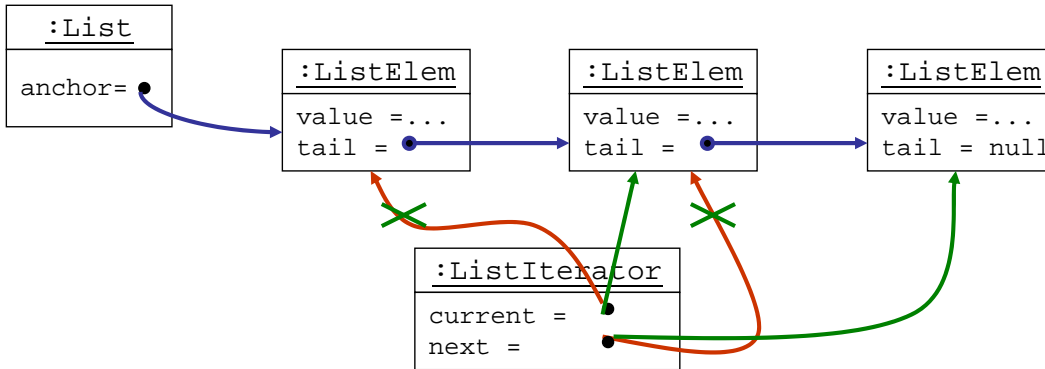 :List
anchor=
:ListElem
value =...
tail =
:ListElem
value =...
tail =
:ListElem
value =...
tail = null
:ListIterator
current =
next =